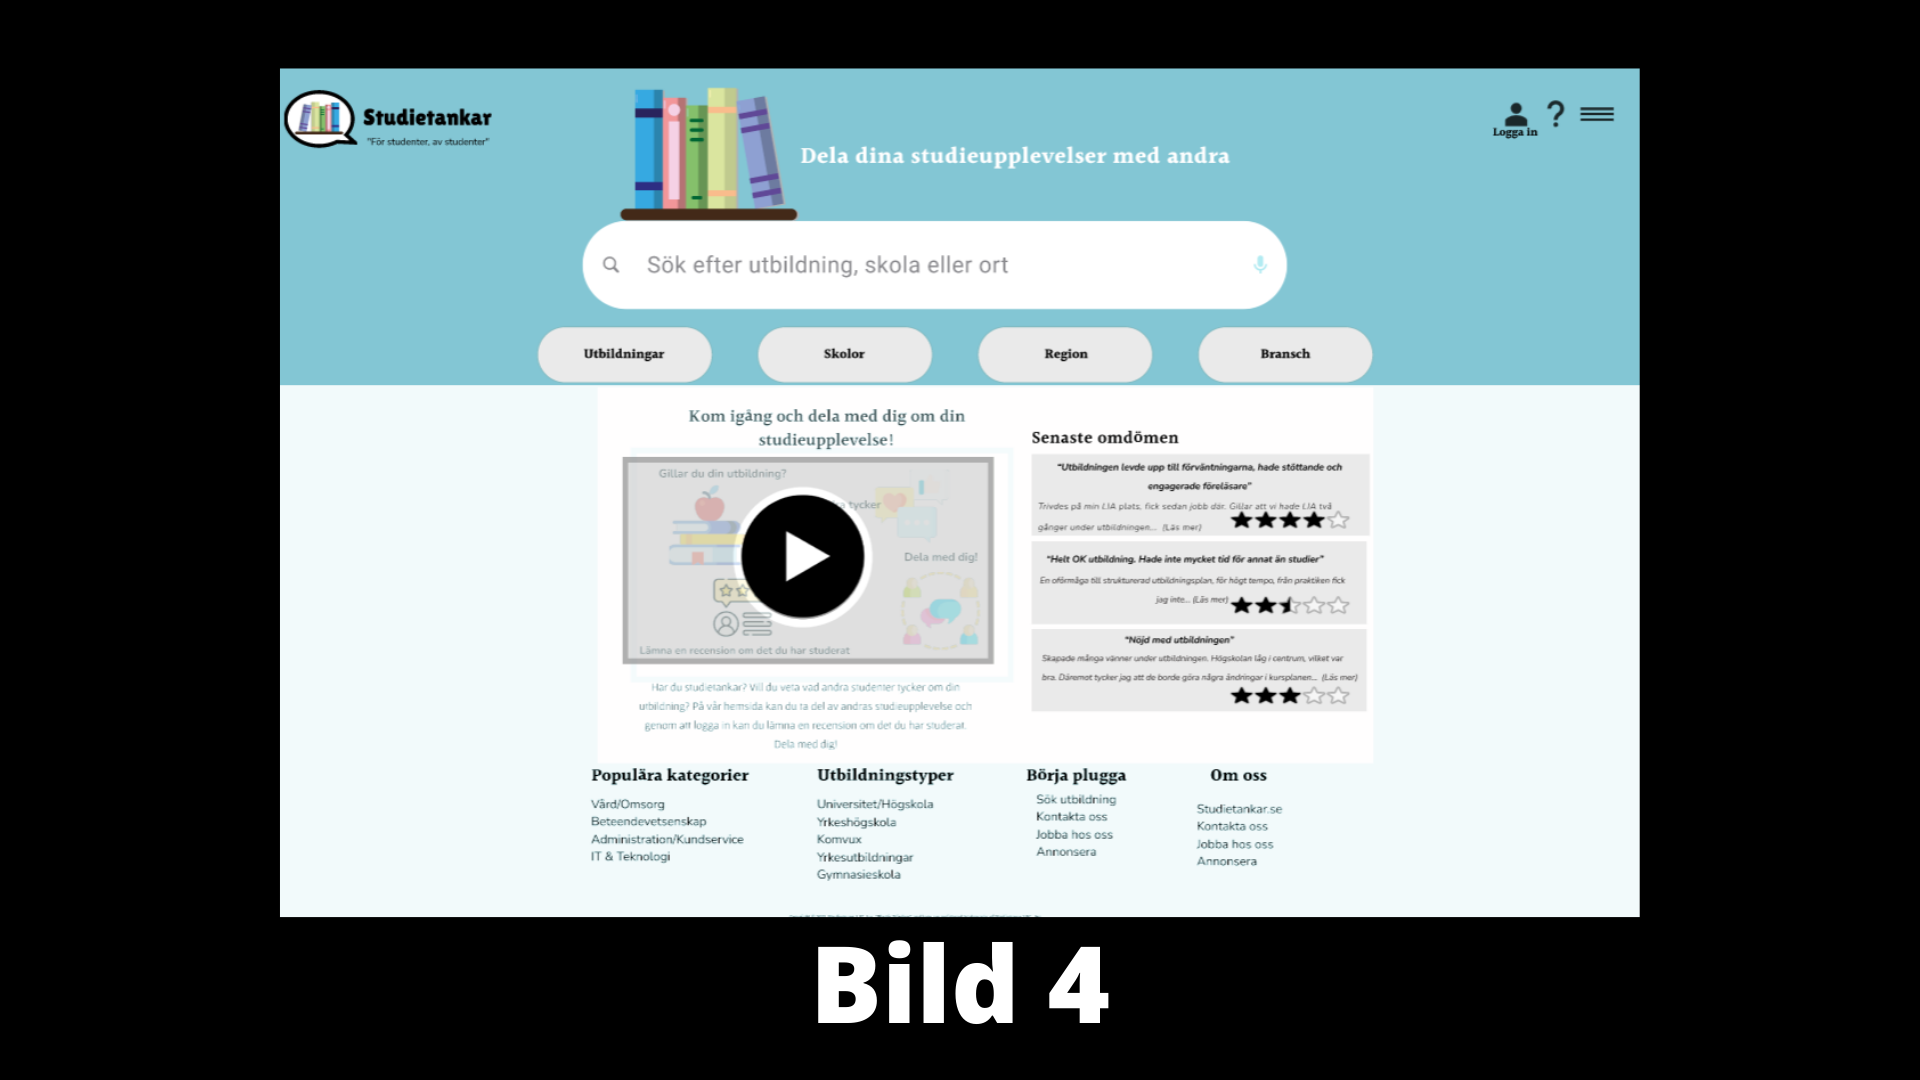 Studietankar
"För studenter, av studenter"
Dela dina studieupplevelser med andra
Logga in
?
Sök efter utbildning, skola eller ort
Utbildningar
Skolor
Region
Bransch
Kom igång och dela med dig om din
studieupplevelse!
Gillar du din utbildning?
tycker
Dela med dig!
Lämna en recension om det du har studerat
Har du studietankar? Vill du veta vad andra studenter tycker om din
utbildning? På vår hemsida kan du ta del av andras studieupplevelse och
genom att logga in kan du lämna en recension om det du har studerat.
Dela med dig!
Senaste omdömen
"Utbildningen levde upp till förväntningarna, hade stöttande och
engagerade föreläsare"
Trivdes på min LIA plats, fick sedan jobb där. Gillar att vi hade LIA två
gånger under utbildningen... (Läs mer)
"Helt OK utbildning. Hade inte mycket tid för annat än studier"
En oförmåga till strukturerad utbildningsplan, för högt tempo, från praktiken fick
jag inte... (Läs mer)
"Nöjd med utbildningen"
Skapade många vänner under utbildningen. Högskolan låg i centrum, vilket var
bra. Däremot tycker jag att de borde göra några ändringar i kursplanen... (Läs mer)
Populära kategorier
Vård/Omsorg
Beteendevetsenskap
Administration/Kundservice
IT & Teknologi
Utbildningstyper
Universitet/Högskola
Yrkeshögskola
Komvux
Yrkesutbildningar
Gymnasieskola
Börja plugga
Sök utbildning
Kontakta oss
Jobba hos oss
Annonsera
Om oss
Studietankar.se
Kontakta oss
Jobba hos oss
Annonsera
Bild 4